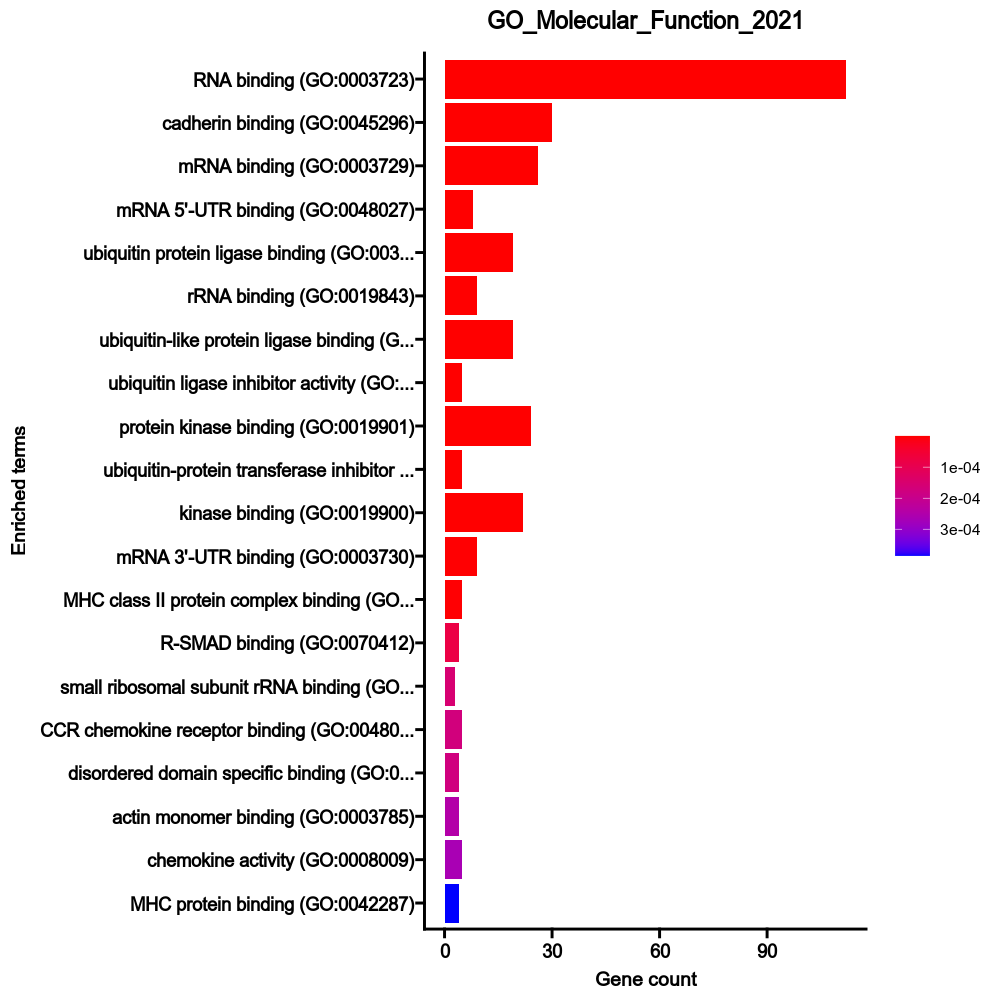 GO_Molecular_Function_2021
RNA binding (GO:0003723)
cadherin binding (GO:0045296)
mRNA binding (GO:0003729)
mRNA 5'-UTR binding (GO:0048027)
ubiquitin protein ligase binding (GO:003...
rRNA binding (GO:0019843)
ubiquitin-like protein ligase binding (G...
ubiquitin ligase inhibitor activity (GO:...
protein kinase binding (GO:0019901)
ubiquitin-protein transferase inhibitor ...
kinase binding (GO:0019900)
mRNA 3'-UTR binding (GO:0003730)
MHC class II protein complex binding (GO...
R-SMAD binding (GO:0070412)
small ribosomal subunit rRNA binding (GO...
CCR chemokine receptor binding (GO:00480...
disordered domain specific binding (GO:0...
actin monomer binding (GO:0003785)
chemokine activity (GO:0008009)
MHC protein binding (GO:0042287)
Enriched terms
0 30 60 90
Gene count
1e-04
2e-04
3e-04